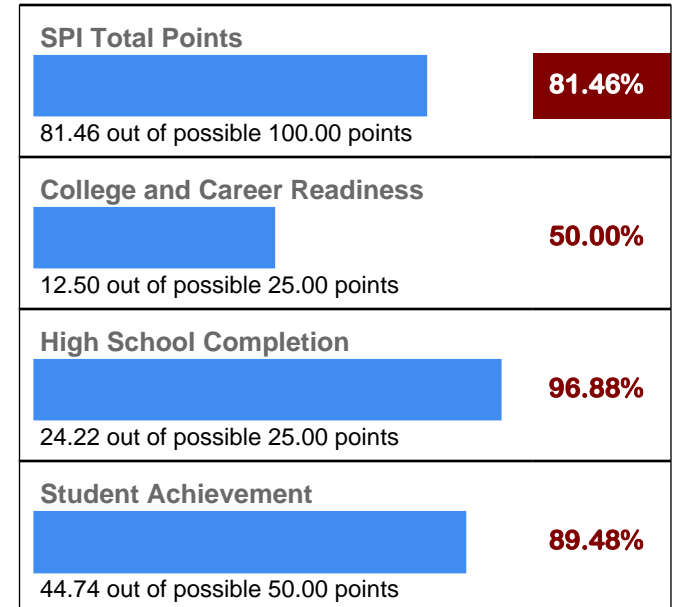 SPI Total Points
81.46%
81.46 out of possible 100.00 points
College and Career Readiness
50.00%
12.50 out of possible 25.00 points
High School Completion
96.88%
24.22 out of possible 25.00 points
Student Achievement
89.48%
44.74 out of possible 50.00 points